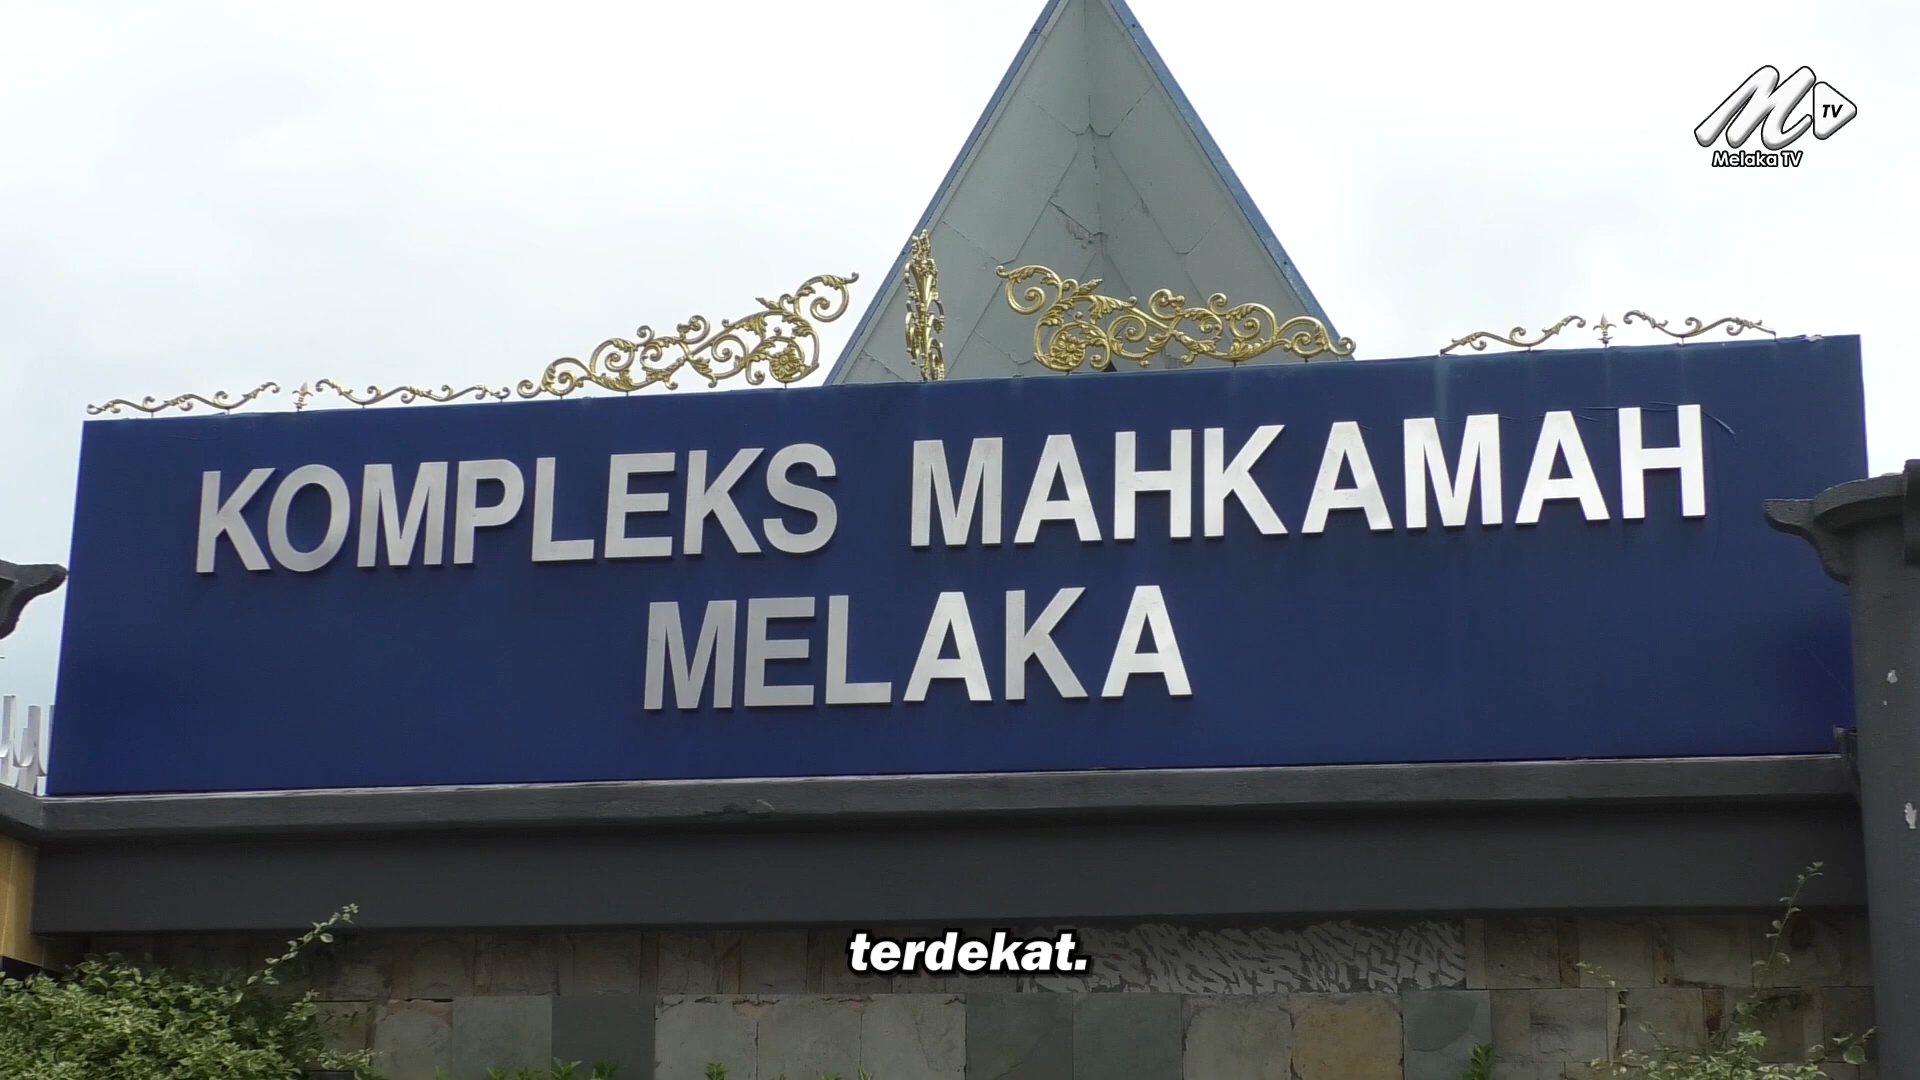 TV
Melaka TV
KOMPLEKS MAHKAMAH
MELAKA
terdekat.